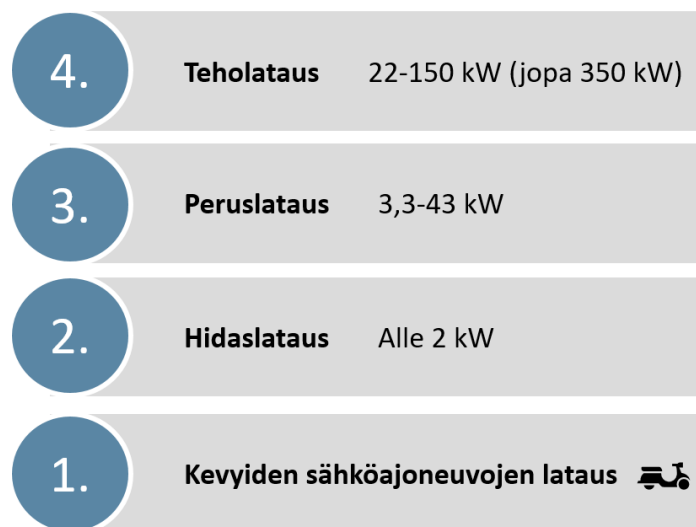 4. Teholataus 22-150 kW (jopa 350 kW)
3. Peruslataus 3,3-43 kW
2. Hidaslataus Alle 2 kW
1. Kevyiden sähköajoneuvojen lataus